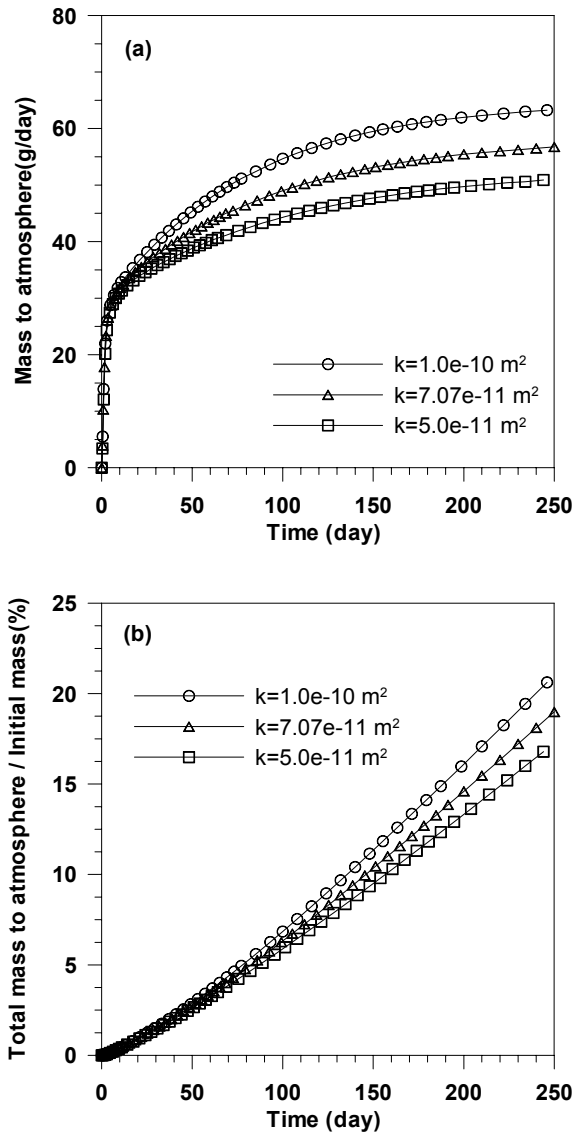 80
(a)
60
40
20
0
Mass to atmosphere(g/day)
k=1.0e-10 m²
k=7.07e-11 m²
k=5.0e-11 m²
0 50 100 150 200 250
Time (day)
25
(b)
20
15
10
5
0
Total mass to atmosphere / Initial mass(%)
k=1.0e-10 m²
k=7.07e-11 m²
k=5.0e-11 m²
0 50 100 150 200 250
Time (day)